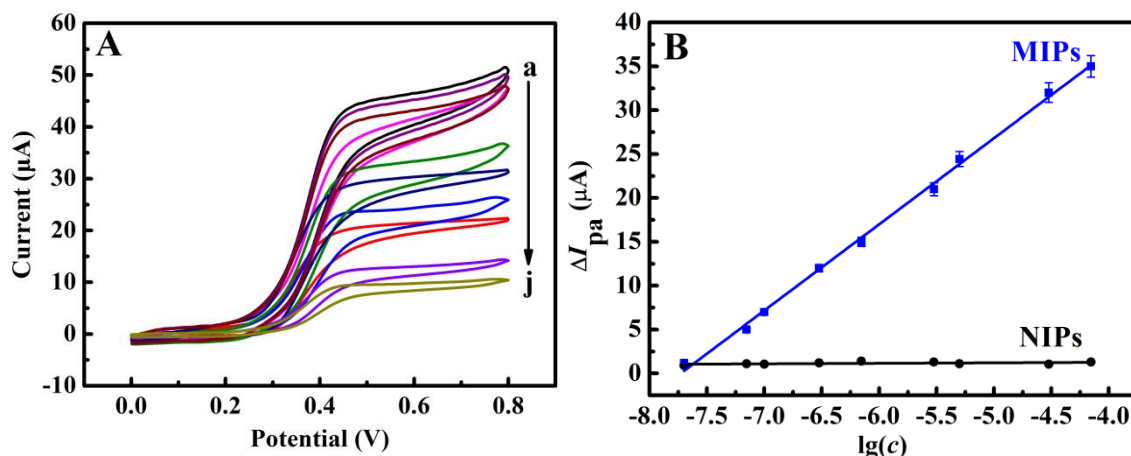 A
a
j
60
50
40
30
20
10
0
-10
0.0 0.2 0.4 0.6 0.8
Potential (V)
Current (μA)
B
MIPs
NIPs
40
35
30
25
20
15
10
5
0
-8.0 -7.5 -7.0 -6.5 -6.0 -5.5 -5.0 -4.5 -4.0
lg(c)
ΔIpa (μA)